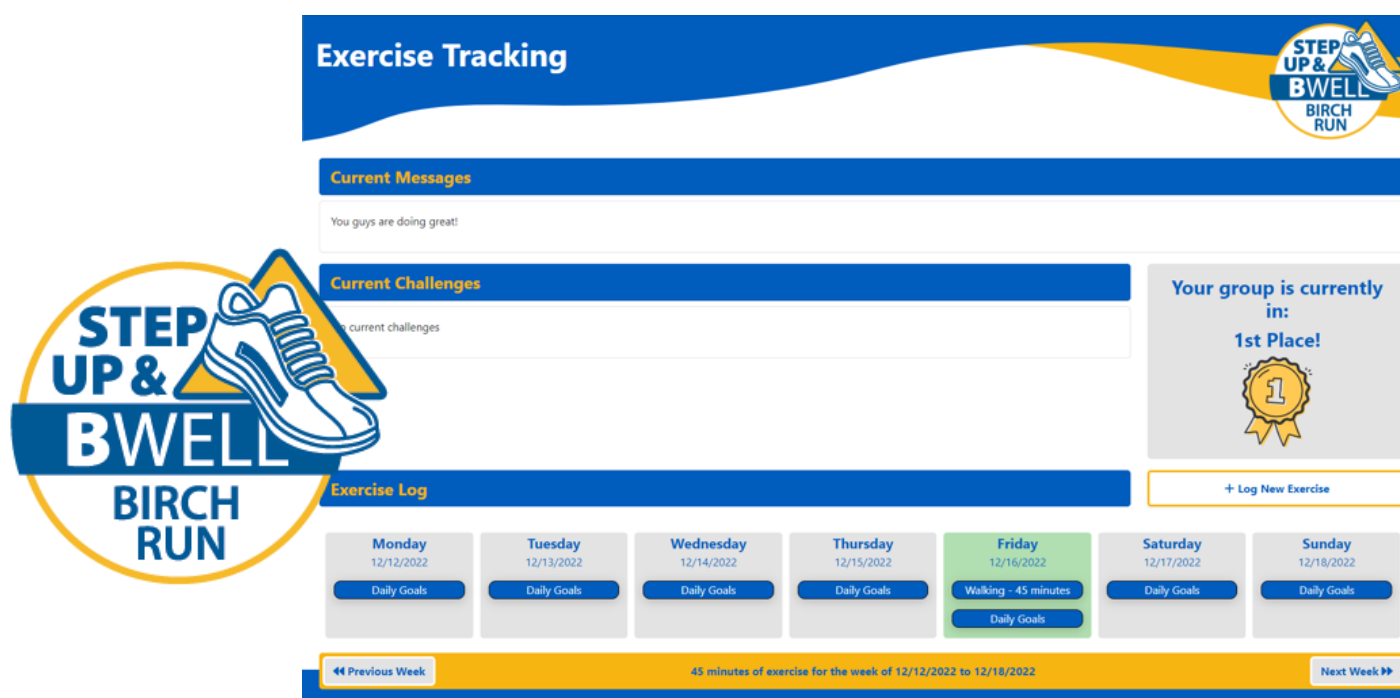 Exercise Tracking
STEP
UP &
BWELL
BIRCH
RUN
Current Messages
You guys are doing great!
Current Challenges
current challenges
Your group is currently
in:
1st Place!
1
STEP
UP &
BWELL
BIRCH
RUN
Exercise Log
+ Log New Exercise
Monday
12/12/2022
Daily Goals
Tuesday
12/13/2022
Daily Goals
Wednesday
12/14/2022
Daily Goals
Thursday
12/15/2022
Daily Goals
Friday
12/16/2022
Walking - 45 minutes
Daily Goals
Saturday
12/17/2022
Daily Goals
Sunday
12/18/2022
Daily Goals
Previous Week
45 minutes of exercise for the week of 12/12/2022 to 12/18/2022
Next Week